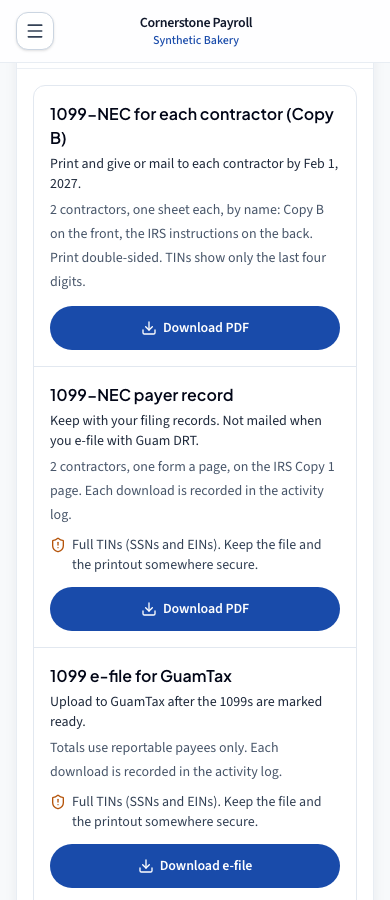 Cornerstone Payroll
Synthetic Bakery
1099-NEC for each contractor (Copy
B)
Print and give or mail to each contractor by Feb 1,
2027.
2 contractors, one sheet each, by name: Copy B
on the front, the IRS instructions on the back.
Print double-sided. TINs show only the last four
digits.
Download PDF
1099-NEC payer record
Keep with your filing records. Not mailed when
you e-file with Guam DRT.
2 contractors, one form a page, on the IRS Copy 1
page. Each download is recorded in the activity
log.
Full TINs (SSNs and EINs). Keep the file and
the printout somewhere secure.
Download PDF
1099 e-file for GuamTax
Upload to GuamTax after the 1099s are marked
ready.
Totals use reportable payees only. Each
download is recorded in the activity log.
Full TINs (SSNs and EINs). Keep the file and
the printout somewhere secure.
Download e-file